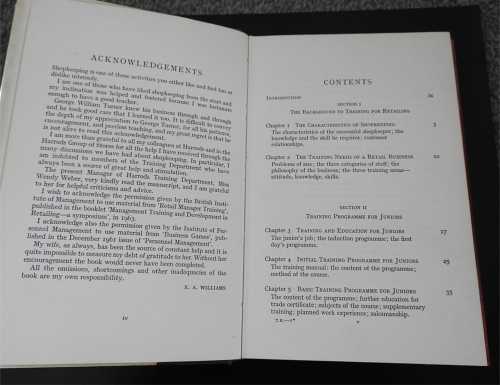 ACKNOWLEDGEMENTS
Shopkeeping is one of those activities you either like and feel has to
dislike intensely.
I am one of those who have liked shopkeeping from the start and
my inclination was helped and fostered because I was fortunate
enough to have a good teacher.
George William Turner knew his business through and through
and he took good care that I learned it too. It is difficult to convey
the depth of my appreciation to George Turner, for all his patience,
encouragement, and peerless teaching, and my great regret is that he
is not alive to read this acknowledgement.
I am more than grateful to all my colleagues at Harrods and in the
Harrods Group of Stores for all the help I have received through the
many discussions we have had about shopkeeping. In particular, I
am indebted to members of the Training Department who have
always been a source of great help and stimulation.
The present Manager of Harrods Training Department, Miss
Wendy Weber, very kindly read the manuscript, and I am grateful
to her for helpful criticisms and advice.
I wish to acknowledge the permission given by the British Insti-
tute of Management to use material from 'Retail Manager Training',
published in the booklet 'Management Training and Development in
Retailing—a symposium', in 1963.
I acknowledge also the permission given by the Institute of Per-
sonnel Management to use material from 'Business Games', pub-
lished in the December 1961 issue of 'Personnel Management'.
My wife, as always, has been the source of constant help and it is
quite impossible to measure my debt of gratitude to her. Without her
encouragement the book would never have been completed.
All the omissions, shortcomings and other inadequacies of the
book are my own responsibility.
K. A. WILLIAMS
iv
CONTENTS
INTRODUCTION ix
SECTION I
THE BACKGROUND TO TRAINING FOR RETAILING
Chapter 1 THE CHARACTERISTICS OF SHOPKEEPING 3
The characteristics of the successful shopkeeper; the
knowledge and the skill he requires; customer
relationships.
Chapter 2 THE TRAINING NEEDS OF A RETAIL BUSINESS 10
Problems of size; the three categories of staff; the
philosophy of the business; the three training areas—
attitude, knowledge, skills.
SECTION II
TRAINING PROGRAMME FOR JUNIORS
Chapter 3 TRAINING AND EDUCATION FOR JUNIORS 17
The junior's job; the induction programme; the first
day's programme.
Chapter 4 INITIAL TRAINING PROGRAMME FOR JUNIORS 25
The training manual; the content of the programme;
method of the course.
Chapter 5 BASIC TRAINING PROGRAMME FOR JUNIORS 35
The content of the programme; further education for
trade certificate; subjects of the course; supplementary
training; planned work experience; salesmanship.
v